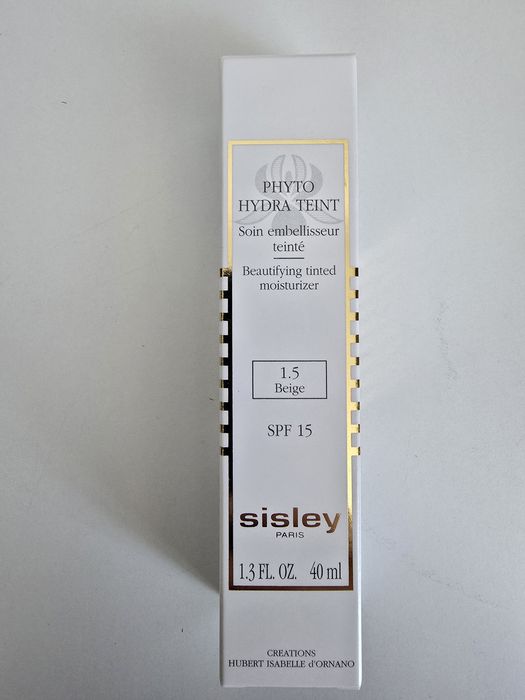 PHYTO
HYDRA TEINT
Soin embellisseur
teinté
Beautifying tinted
moisturizer
1.5
Beige
SPF 15
sisley
PARIS
1.3 FL. OZ. 40 ml
CREATIONS
HUBERT ISABELLE d'ORNANO